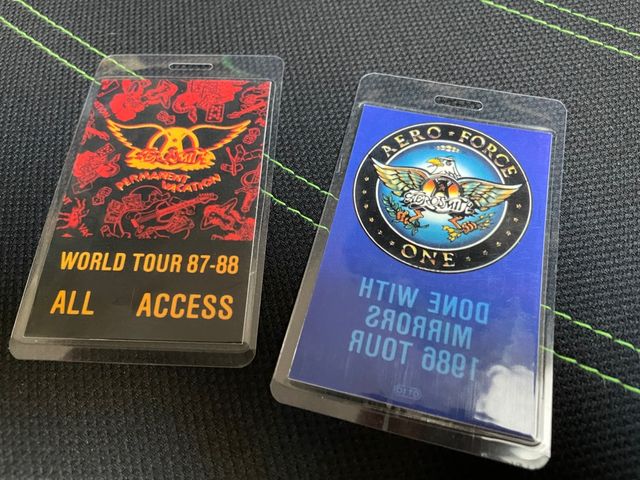 AEROSMITH
PERMANENT
VACATION
WORLD TOUR 87-88
ALL ACCESS
AERO ★ FORCE
AEROSMITH
ONE
DONE WITH
MIRRORS
1986 TOUR